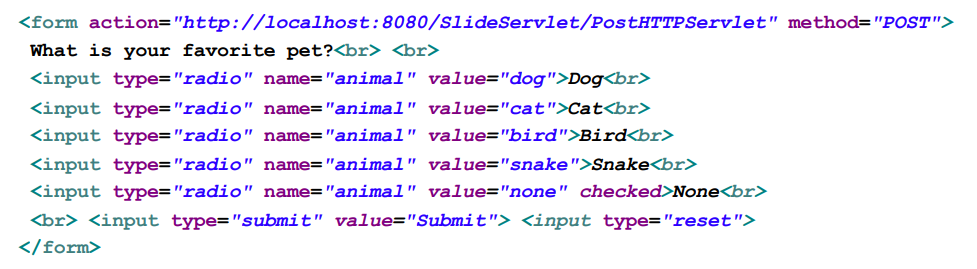 <form action="http://localhost:8080/SlideServlet/PostHTTPServlet" method="POST">
What is your favorite pet?<br> <br>
<input type="radio" name="animal" value="dog">Dog<br>
<input type="radio" name="animal" value="cat">Cat<br>
<input type="radio" name="animal" value="bird">Bird<br>
<input type="radio" name="animal" value="snake">Snake<br>
<input type="radio" name="animal" value="none" checked>None<br>
<br> <input type="submit" value="Submit"> <input type="reset">
</form>